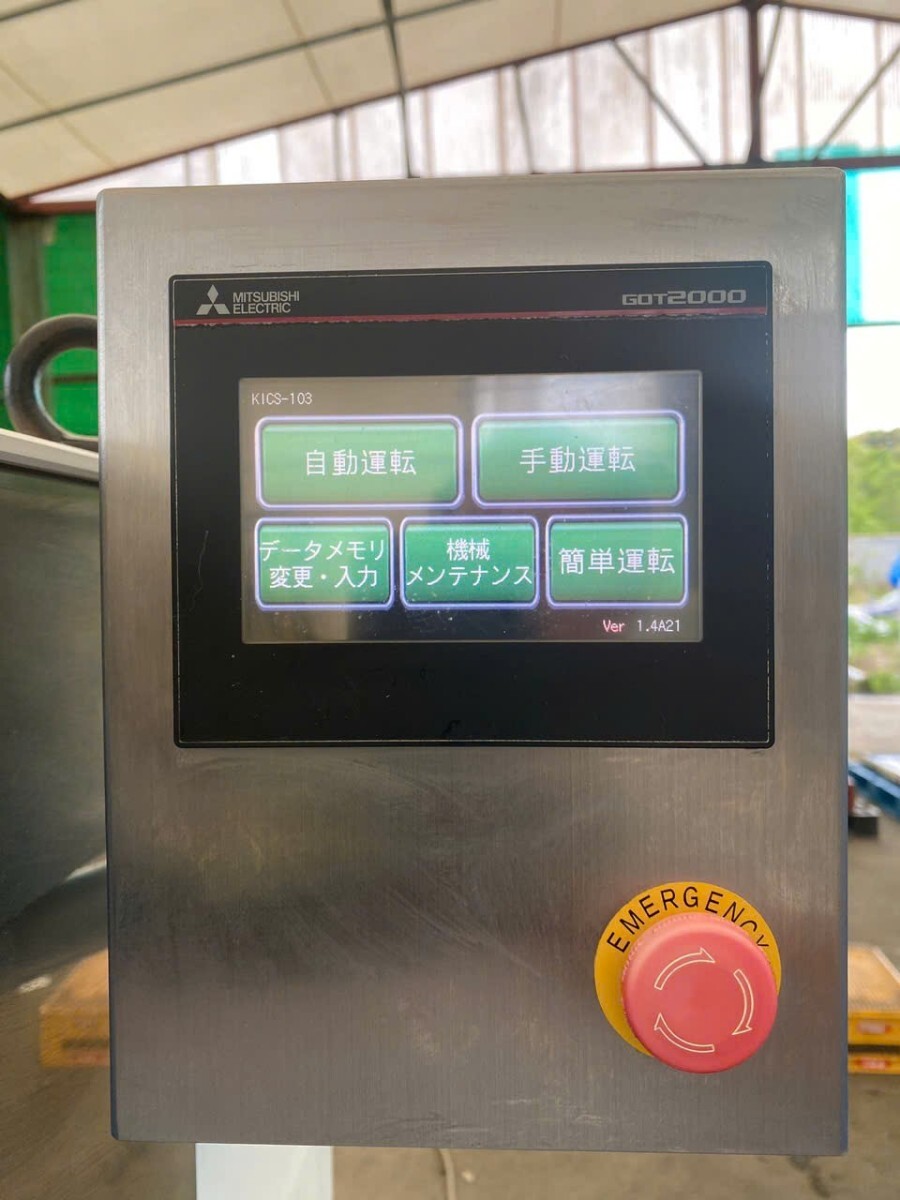 MITSUBISHI
ELECTRIC
GOT2000
KICS-103
自動運転
手動運転
データメモリ
変更・入力
機械
メンテナンス
簡単運転
Ver 1.4A21
EMERGENCY